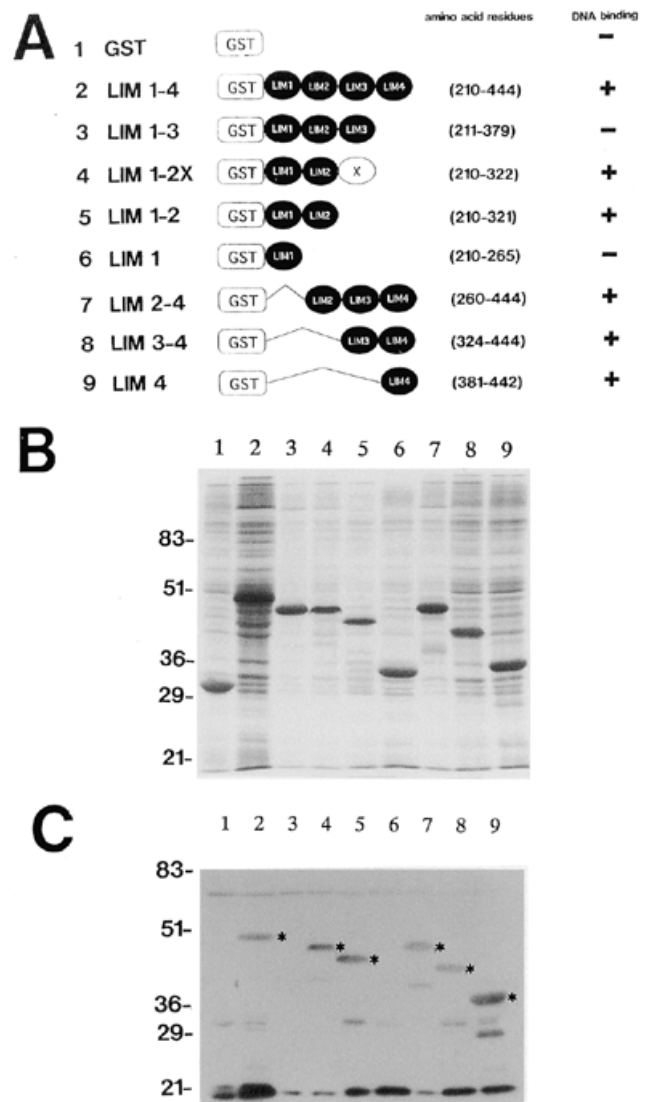 A
amino acid residues DNA binding
1 GST GST −
2 LIM 1-4 GST LIM1 LIM2 LIM3 LIM4 (210-444) +
3 LIM 1-3 GST LIM1 LIM2 LIM3 (211-379) −
4 LIM 1-2X GST LIM1 LIM2 X (210-322) +
5 LIM 1-2 GST LIM1 LIM2 (210-321) +
6 LIM 1 GST LIM1 (210-265) −
7 LIM 2-4 GST LIM2 LIM3 LIM4 (260-444) +
8 LIM 3-4 GST LIM3 LIM4 (324-444) +
9 LIM 4 GST LIM4 (381-442) +
B
1 2 3 4 5 6 7 8 9
83-
51-
36-
29-
21-
C
1 2 3 4 5 6 7 8 9
83-
51-
* * * * * *
36-
29-
21-